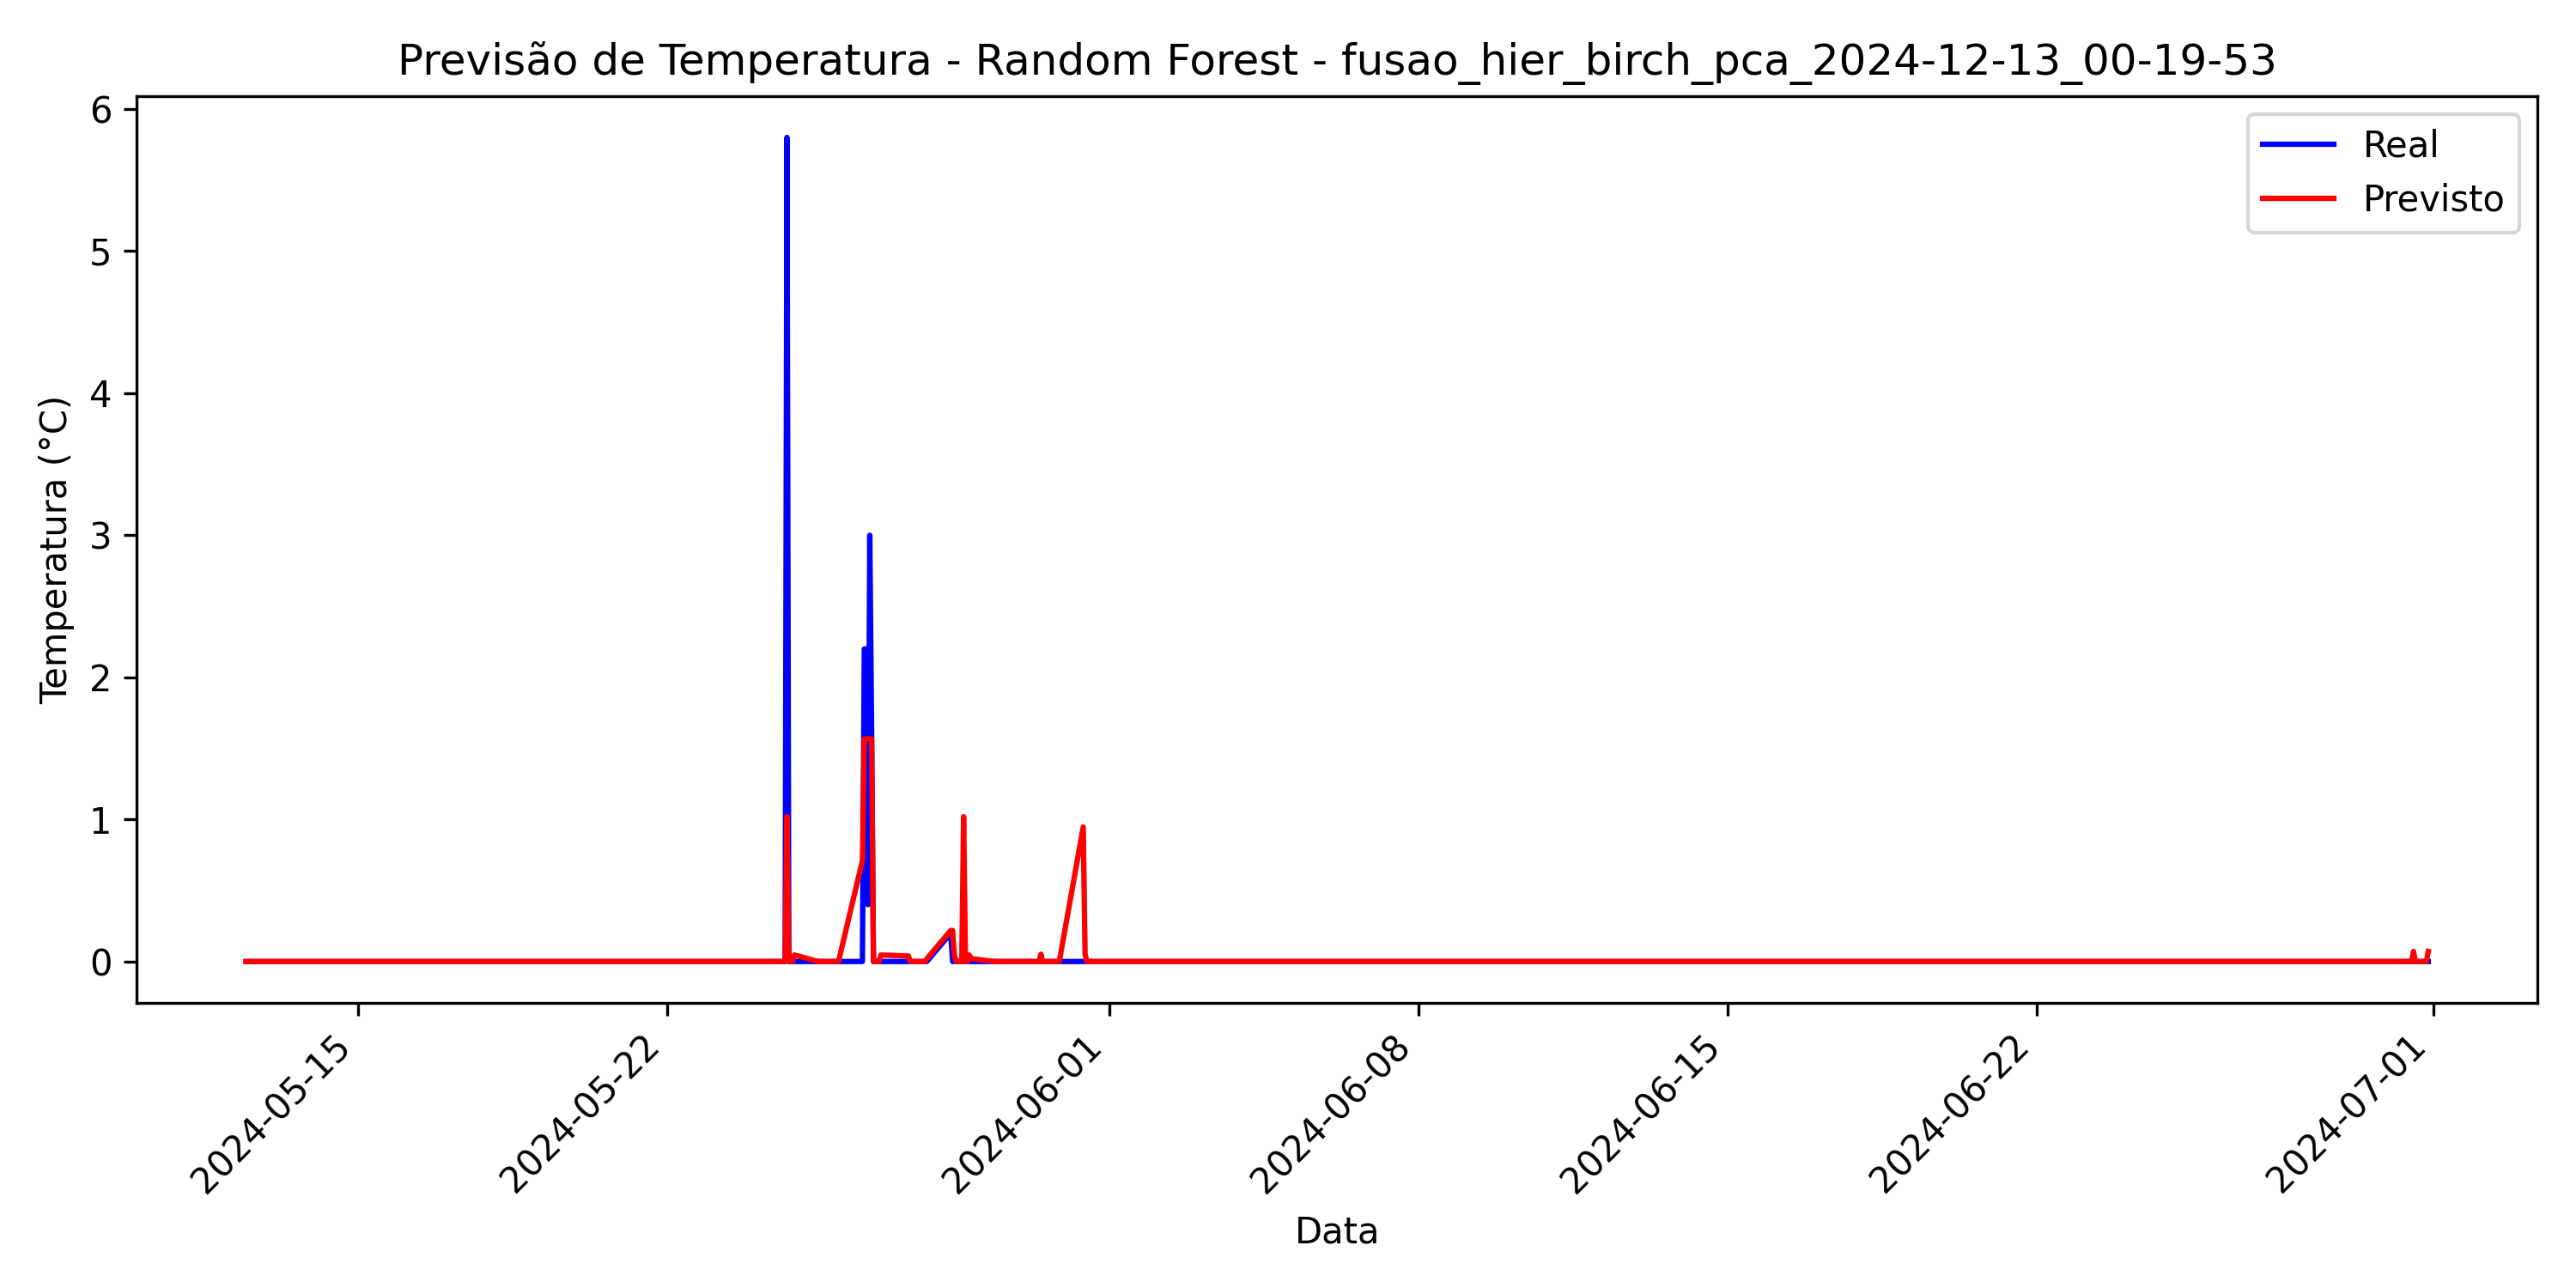 Previsão de Temperatura - Random Forest - fusao_hier_birch_pca_2024-12-13_00-19-53
Real
Previsto
Temperatura (°C)
6
5
4
3
2
1
0
2024-05-15
2024-05-22
2024-06-01
2024-06-08
2024-06-15
2024-06-22
2024-07-01
Data